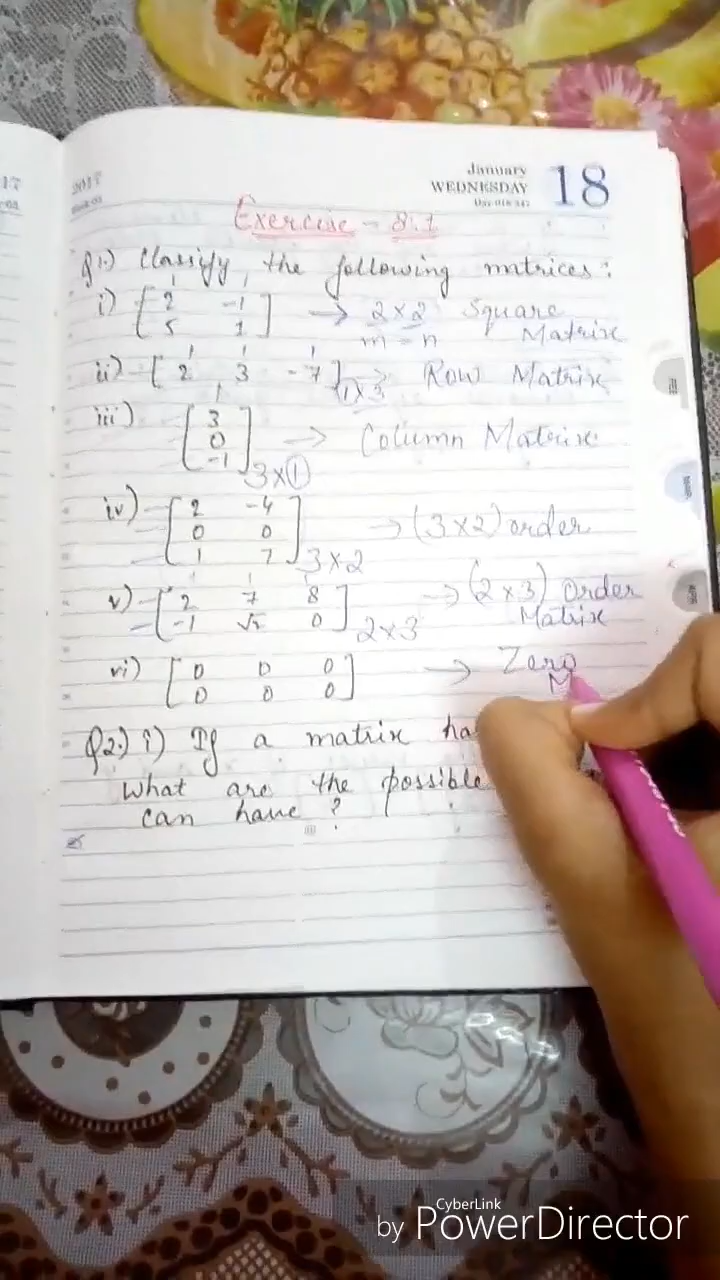 17
2017
January
WEDNESDAY
18
Exercise - 8.1
Q1.) Classify the following matrices:
i) [ 2 -1
5 1 ] → 2×2 Square
m = n Matrix
ii) [ 2 3 -7 ]1×3 → Row Matrix
iii) [ 3
0
-1 ]3×1 → Column Matrix
iv) [ 2 -4
0 0
1 7 ]3×2 → (3×2) order
v) [ 2 7 8
-1 √2 0 ]2×3 → (2×3) Order
Matrix
vi) [ 0 0 0
0 0 0 ] → Zero
M
Q2.) i) If a matrix ha
what are the possible
can have?
CyberLink
by PowerDirector